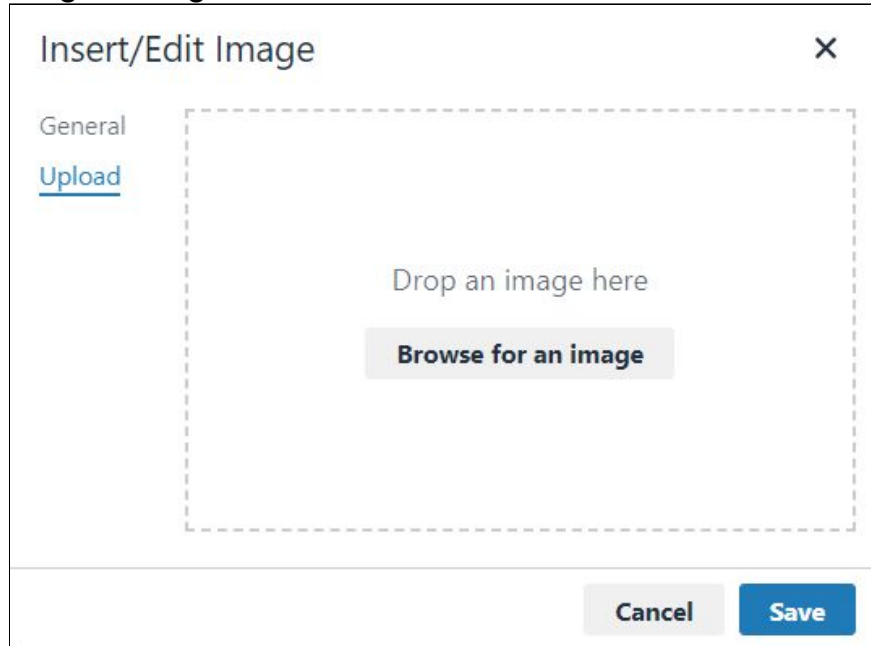 Insert/Edit Image
General
Upload
Drop an image here
Browse for an image
Cancel
Save